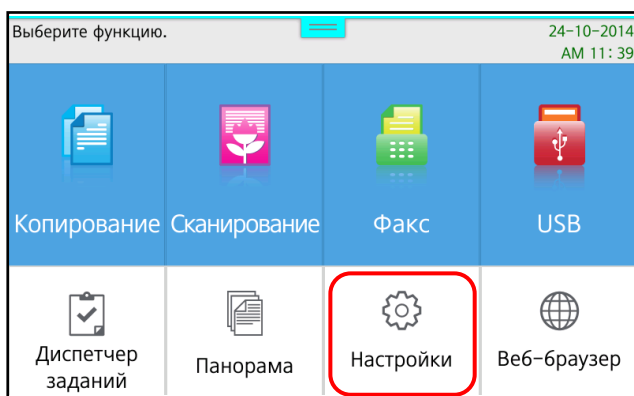 Выберите функцию.
24-10-2014
AM 11:39
Копирование
Сканирование
Факс
USB
Диспетчер
заданий
Панорама
Настройки
Веб-браузер